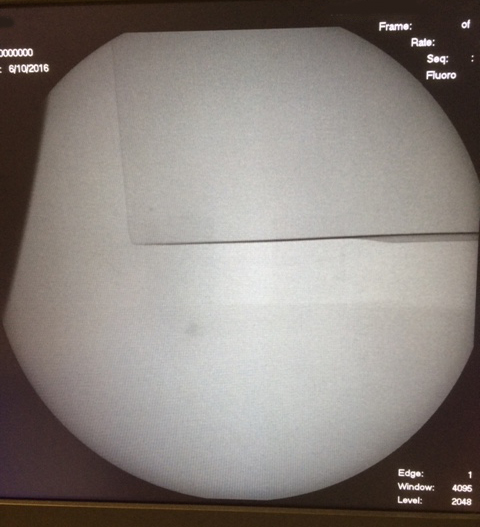 0000000
: 6/10/2016
Frame: of
Rate:
Seq: :
Fluoro
Edge: 1
Window: 4095
Level: 2048